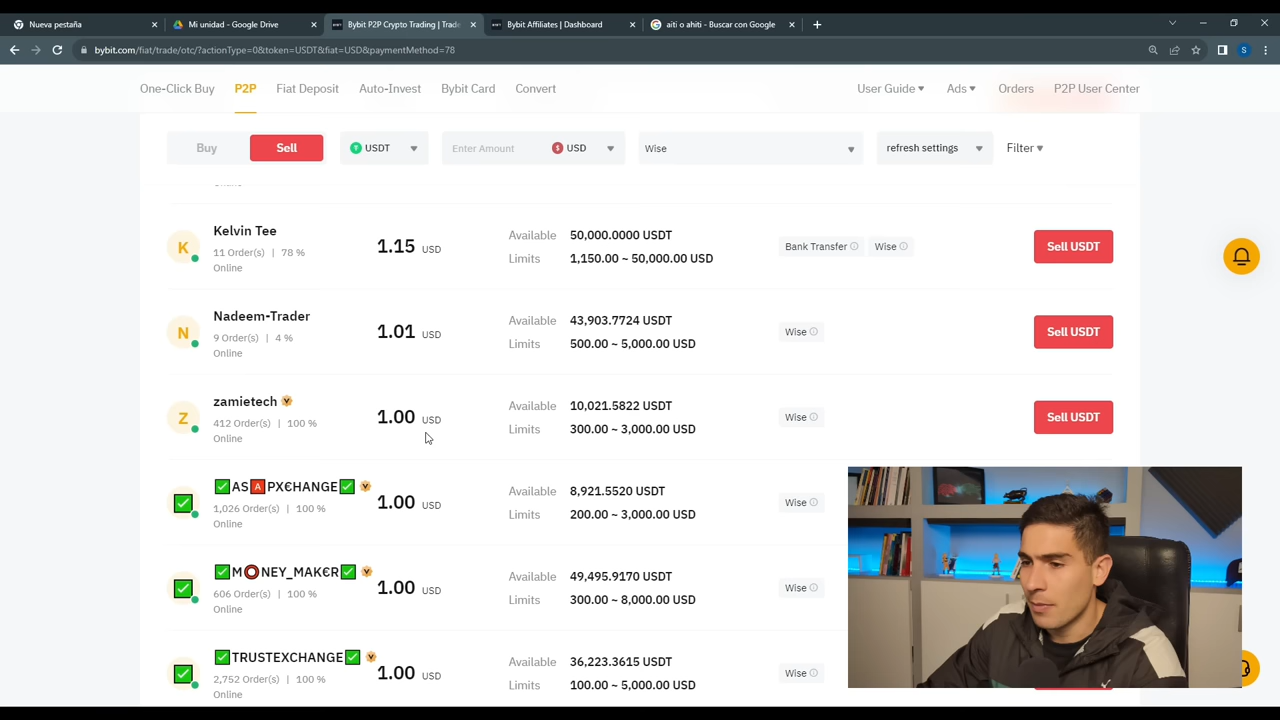 Nueva pestaña
Mi unidad - Google Drive
Bybit P2P Crypto Trading | Trade
Bybit Affiliates | Dashboard
aiti o ahiti - Buscar con Google
bybit.com/fiat/trade/otc/?actionType=0&token=USDT&fiat=USD&paymentMethod=78
S
One-Click Buy P2P Fiat Deposit Auto-Invest Bybit Card Convert User Guide Ads Orders P2P User Center
Buy Sell USDT Enter Amount USD Wise refresh settings Filter
K
Kelvin Tee
11 Order(s) | 78 %
Online
1.15 USD
Available 50,000.0000 USDT
Limits 1,150.00 ~ 50,000.00 USD
Bank Transfer Wise
Sell USDT
N
Nadeem-Trader
9 Order(s) | 4 %
Online
1.01 USD
Available 43,903.7724 USDT
Limits 500.00 ~ 5,000.00 USD
Wise
Sell USDT
Z
zamietech
412 Order(s) | 100 %
Online
1.00 USD
Available 10,021.5822 USDT
Limits 300.00 ~ 3,000.00 USD
Wise
Sell USDT
✅AS🅰PX€HANGE✅
1,026 Order(s) | 100 %
Online
1.00 USD
Available 8,921.5520 USDT
Limits 200.00 ~ 3,000.00 USD
Wise
✅M⭕NEY_MAK€R✅
606 Order(s) | 100 %
Online
1.00 USD
Available 49,495.9170 USDT
Limits 300.00 ~ 8,000.00 USD
Wise
✅TRUSTEXCHANGE✅
2,752 Order(s) | 100 %
Online
1.00 USD
Available 36,223.3615 USDT
Limits 100.00 ~ 5,000.00 USD
Wise